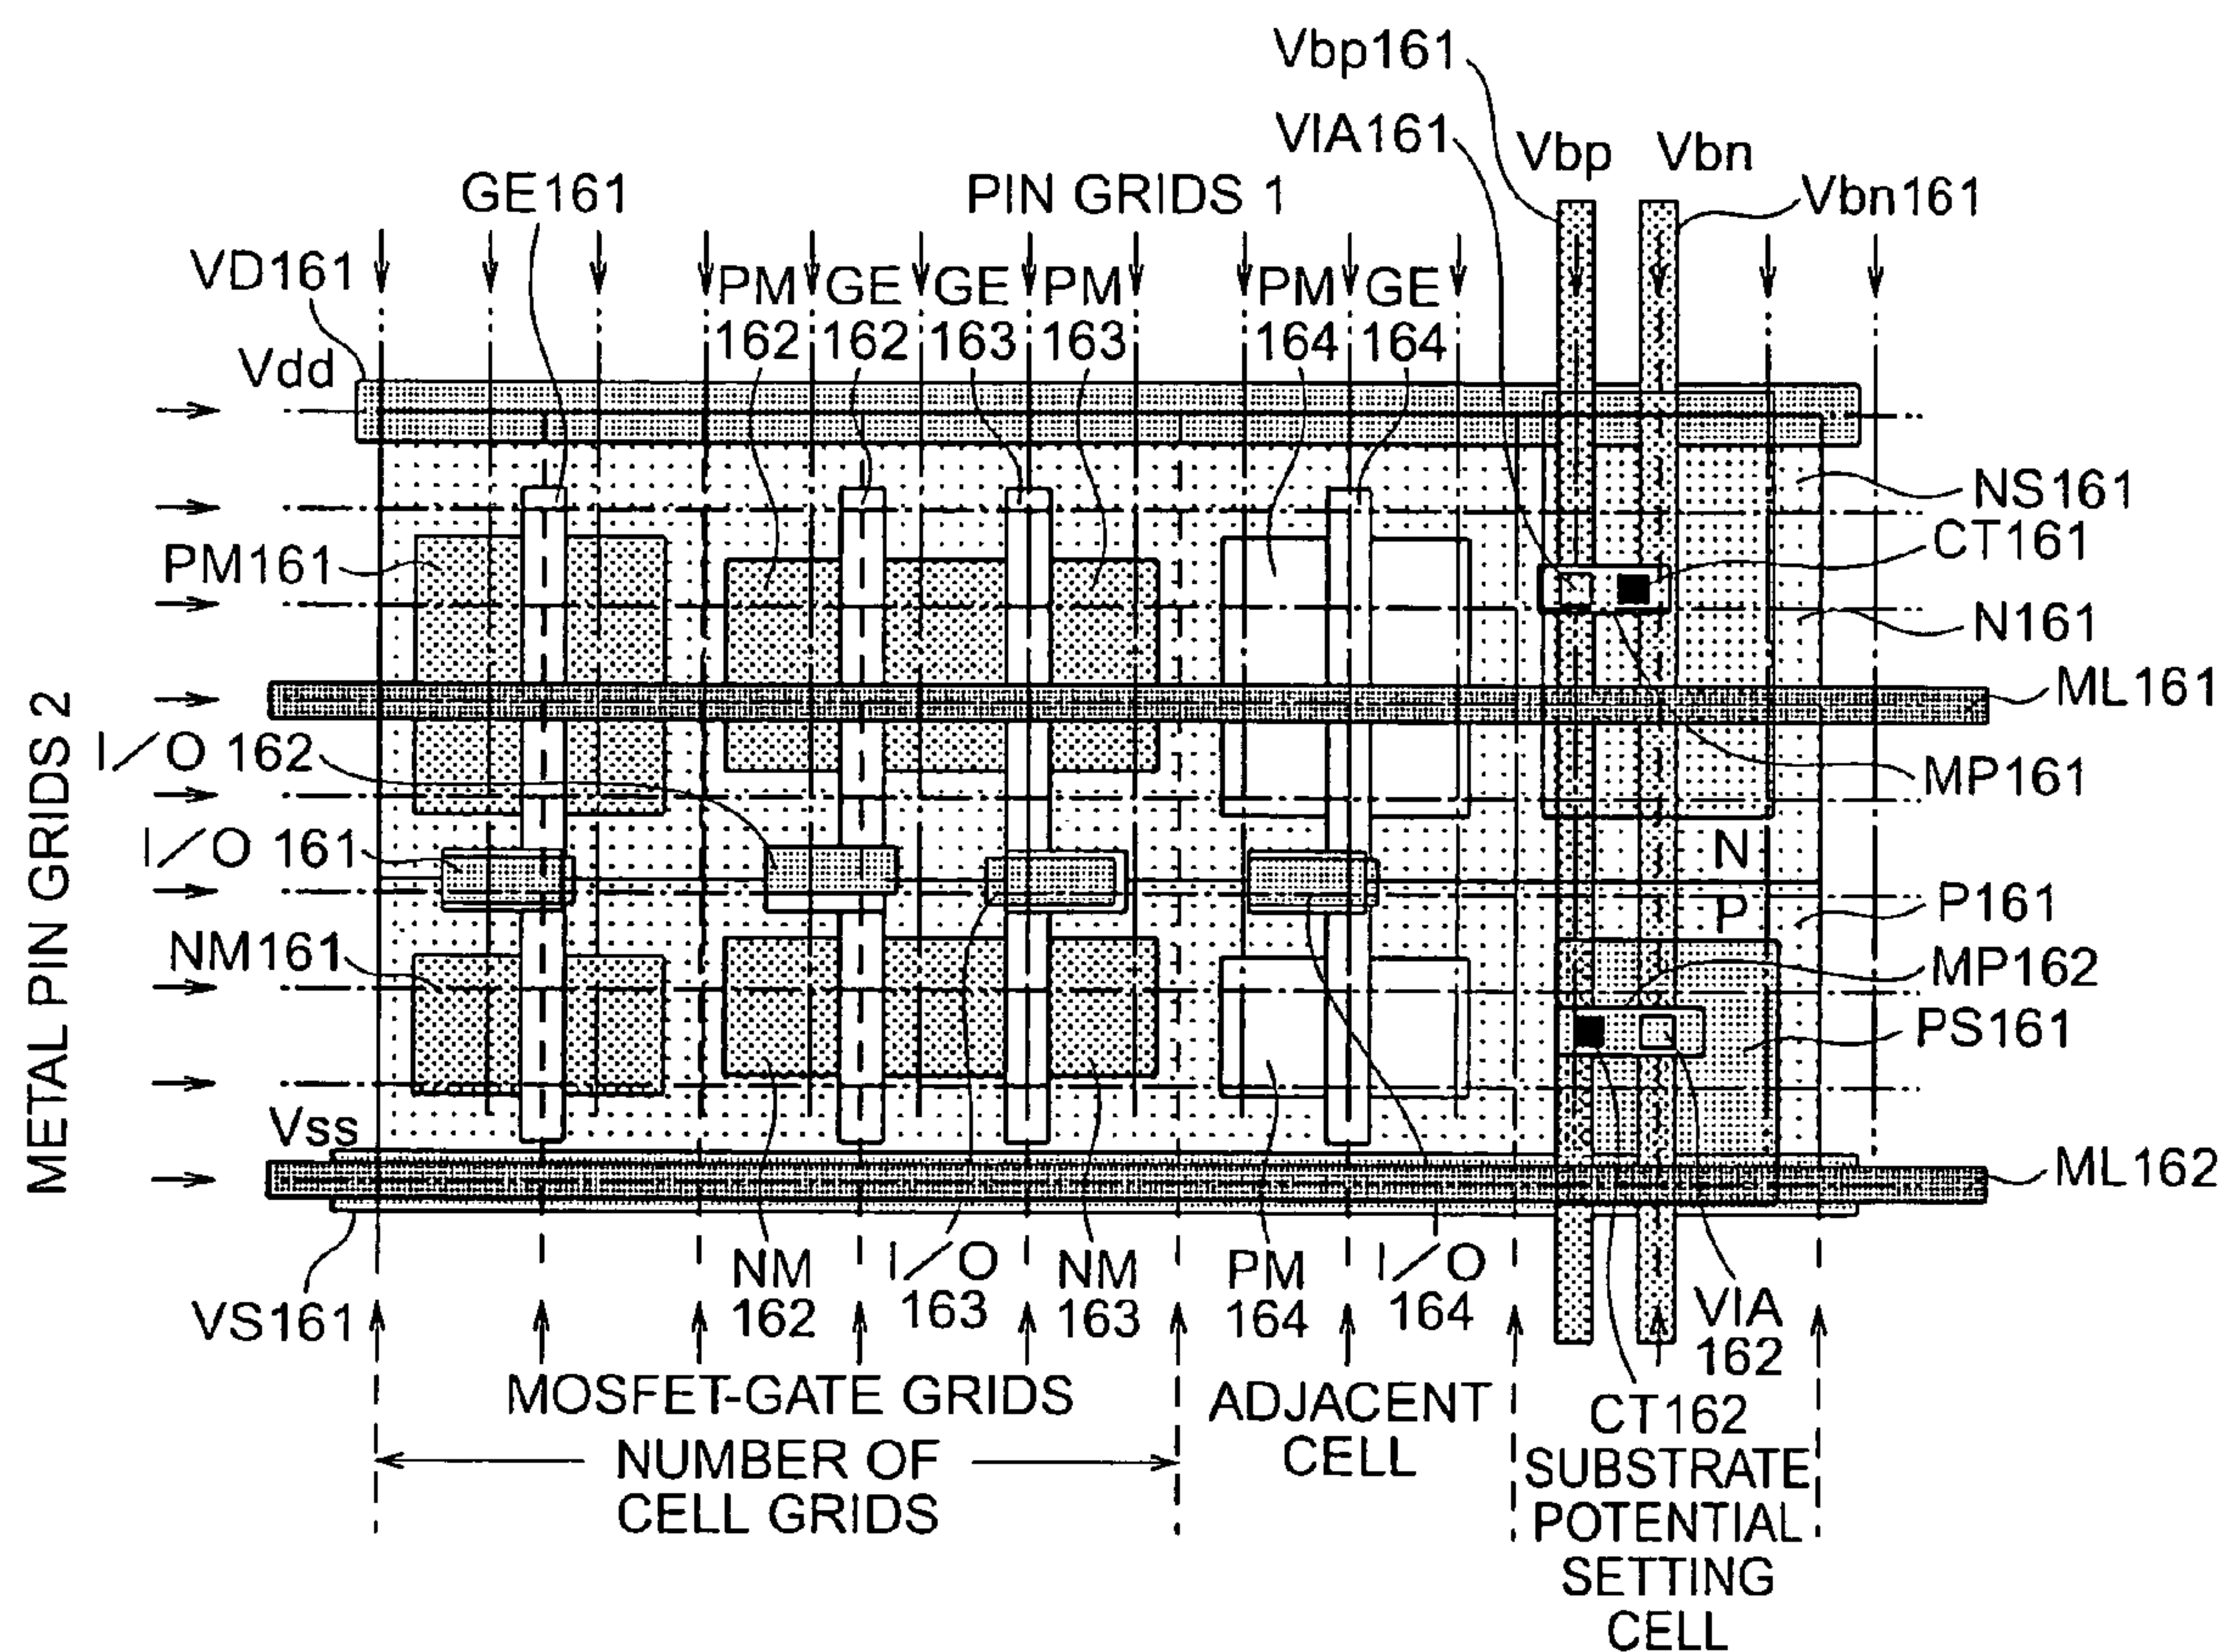 Vbp161
VIA161
Vbp
Vbn
GE161
PIN GRIDS 1
Vbn161
VD161
PM
162
GE
162
GE
163
PM
163
PM
164
GE
164
Vdd
NS161
CT161
PM161
N161
ML161
METAL PIN GRIDS 2
I/O 162
MP161
I/O 161
N
P
P161
NM161
MP162
PS161
Vss
ML162
VS161
NM
162
I/O
163
NM
163
PM
164
I/O
164
VIA
162
MOSFET-GATE GRIDS
NUMBER OF
CELL GRIDS
ADJACENT
CELL
CT162
SUBSTRATE
POTENTIAL
SETTING
CELL